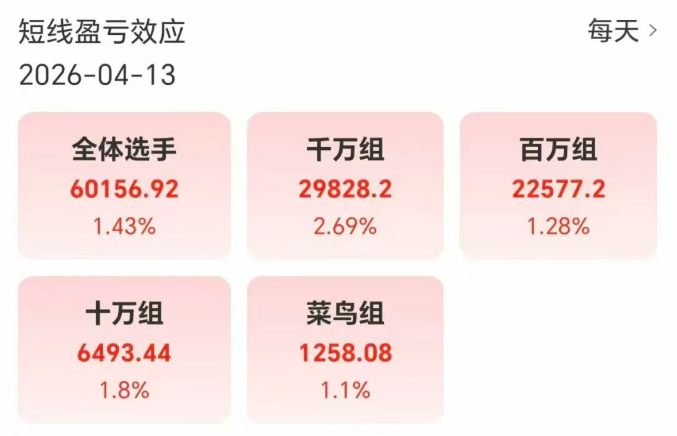 短线盈亏效应
每天
2026-04-13
全体选手
60156.92
1.43%
千万组
29828.2
2.69%
百万组
22577.2
1.28%
十万组
6493.44
1.8%
菜鸟组
1258.08
1.1%